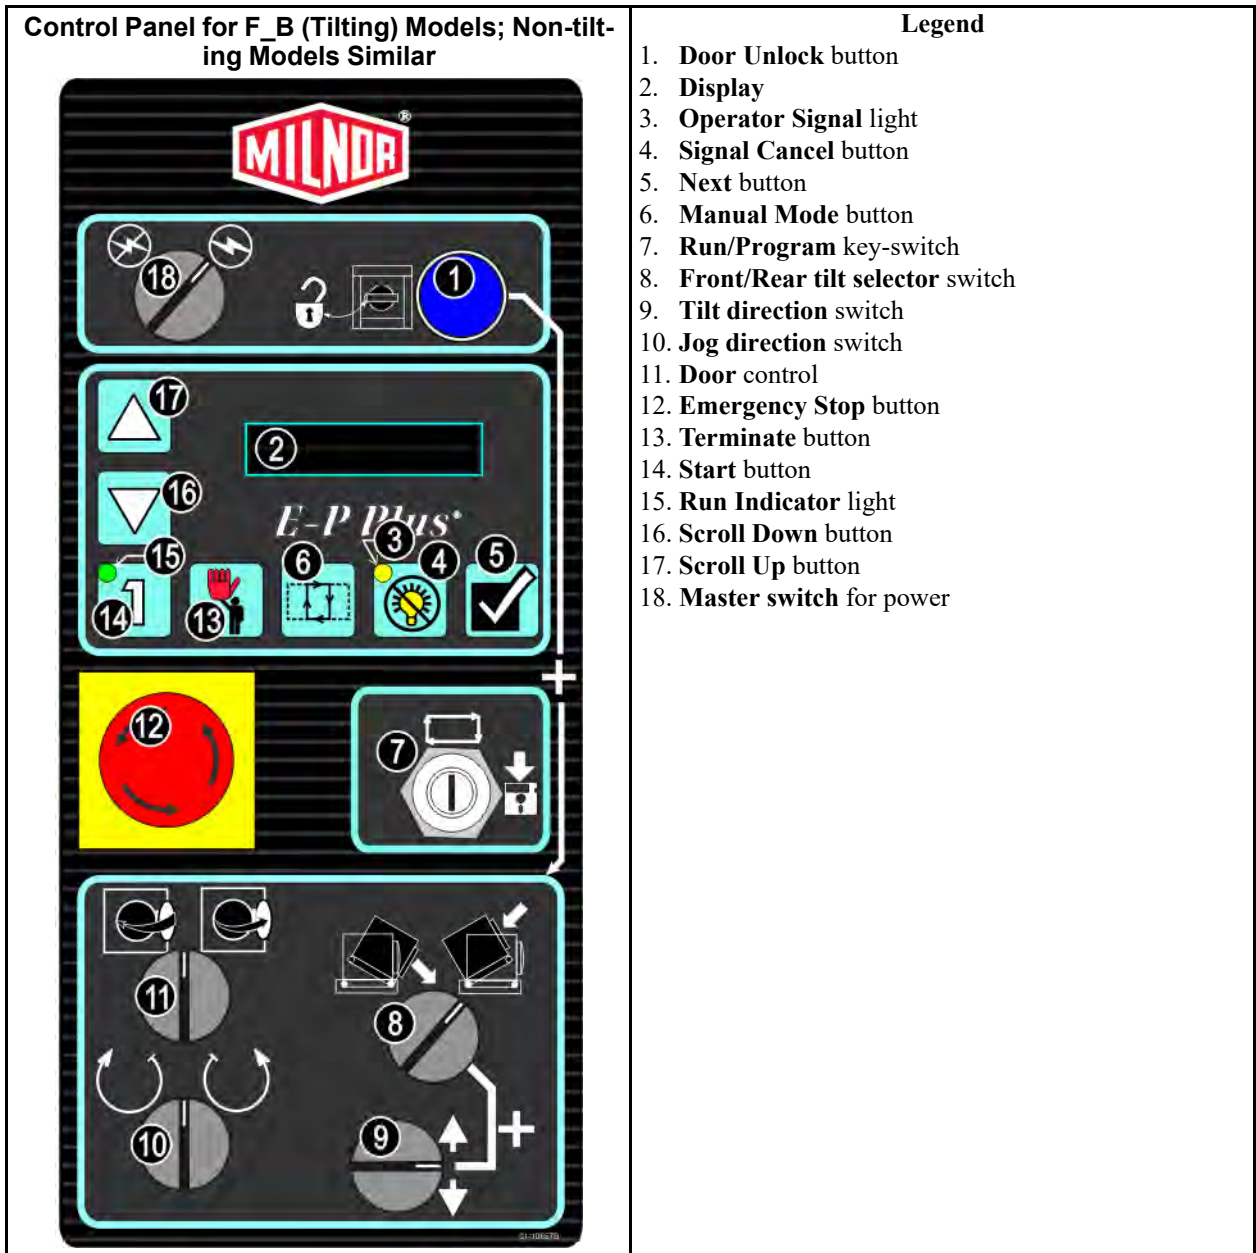 Control Panel for F_B (Tilting) Models; Non-tilt-
ing Models Similar
MILNOR
®
18
1
17
2
16
E-P Plus®
15
3
6
4
5
14
13
12
7
11
8
10
9
Legend
1. Door Unlock button
2. Display
3. Operator Signal light
4. Signal Cancel button
5. Next button
6. Manual Mode button
7. Run/Program key-switch
8. Front/Rear tilt selector switch
9. Tilt direction switch
10. Jog direction switch
11. Door control
12. Emergency Stop button
13. Terminate button
14. Start button
15. Run Indicator light
16. Scroll Down button
17. Scroll Up button
18. Master switch for power